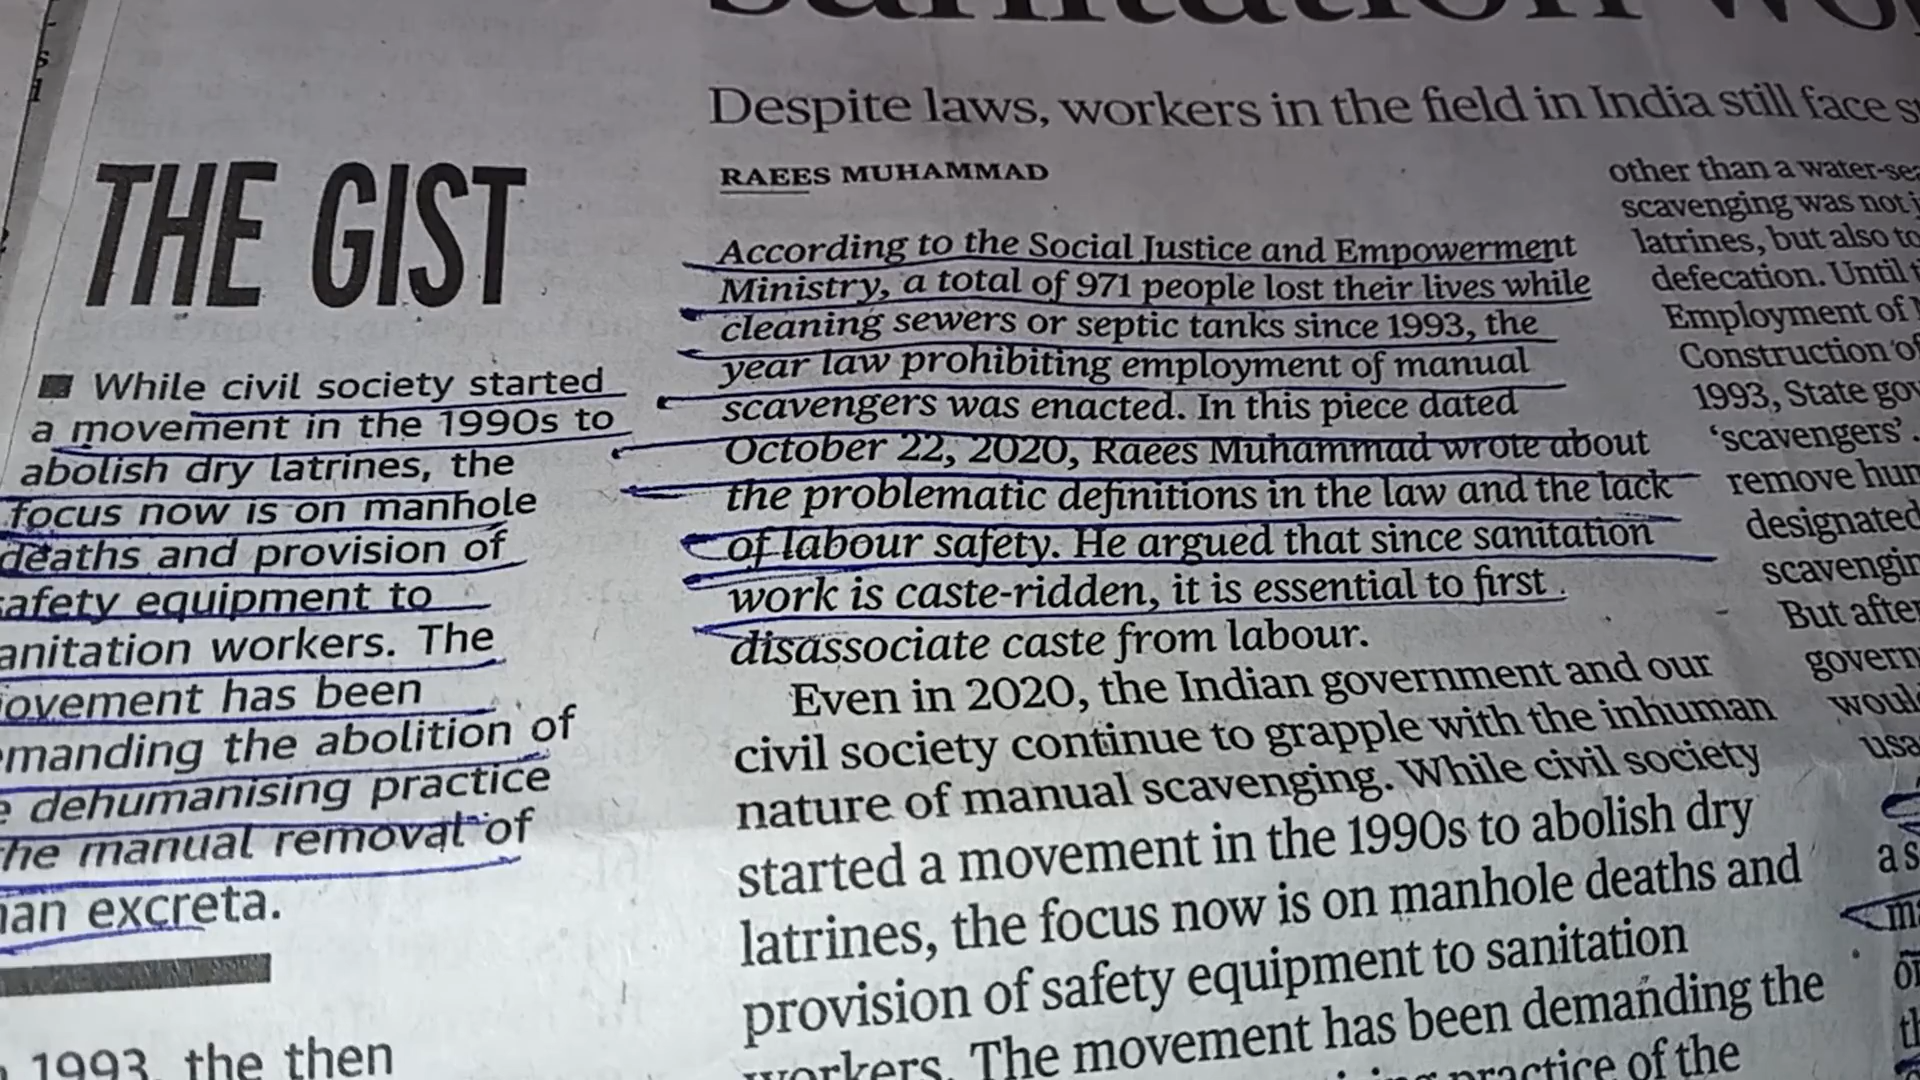 Despite laws, workers in the field in India still face
THE GIST
While civil society started
a movement in the 1990s to
abolish dry latrines, the
focus now is on manhole
deaths and provision of
safety equipment to
anitation workers. The
ovement has been
manding the abolition of
e dehumanising practice
he manual removal of
an excreta.
1993, the then
RAEES MUHAMMAD
According to the Social Justice and Empowerment
Ministry, a total of 971 people lost their lives while
cleaning sewers or septic tanks since 1993, the
year law prohibiting employment of manual
scavengers was enacted. In this piece dated
October 22, 2020, Raees Muhammad wrote about
the problematic definitions in the law and the lack
of labour safety. He argued that since sanitation
work is caste-ridden, it is essential to first
disassociate caste from labour.
Even in 2020, the Indian government and our
civil society continue to grapple with the inhuman
nature of manual scavenging. While civil society
started a movement in the 1990s to abolish dry
latrines, the focus now is on manhole deaths and
provision of safety equipment to sanitation
workers. The movement has been demanding the
practice of the
other than a
scavenging was not
latrines, but also to
defecation. Until
Employment of
Construction of
1993, State
'scavengers'.
remove
designated
But after